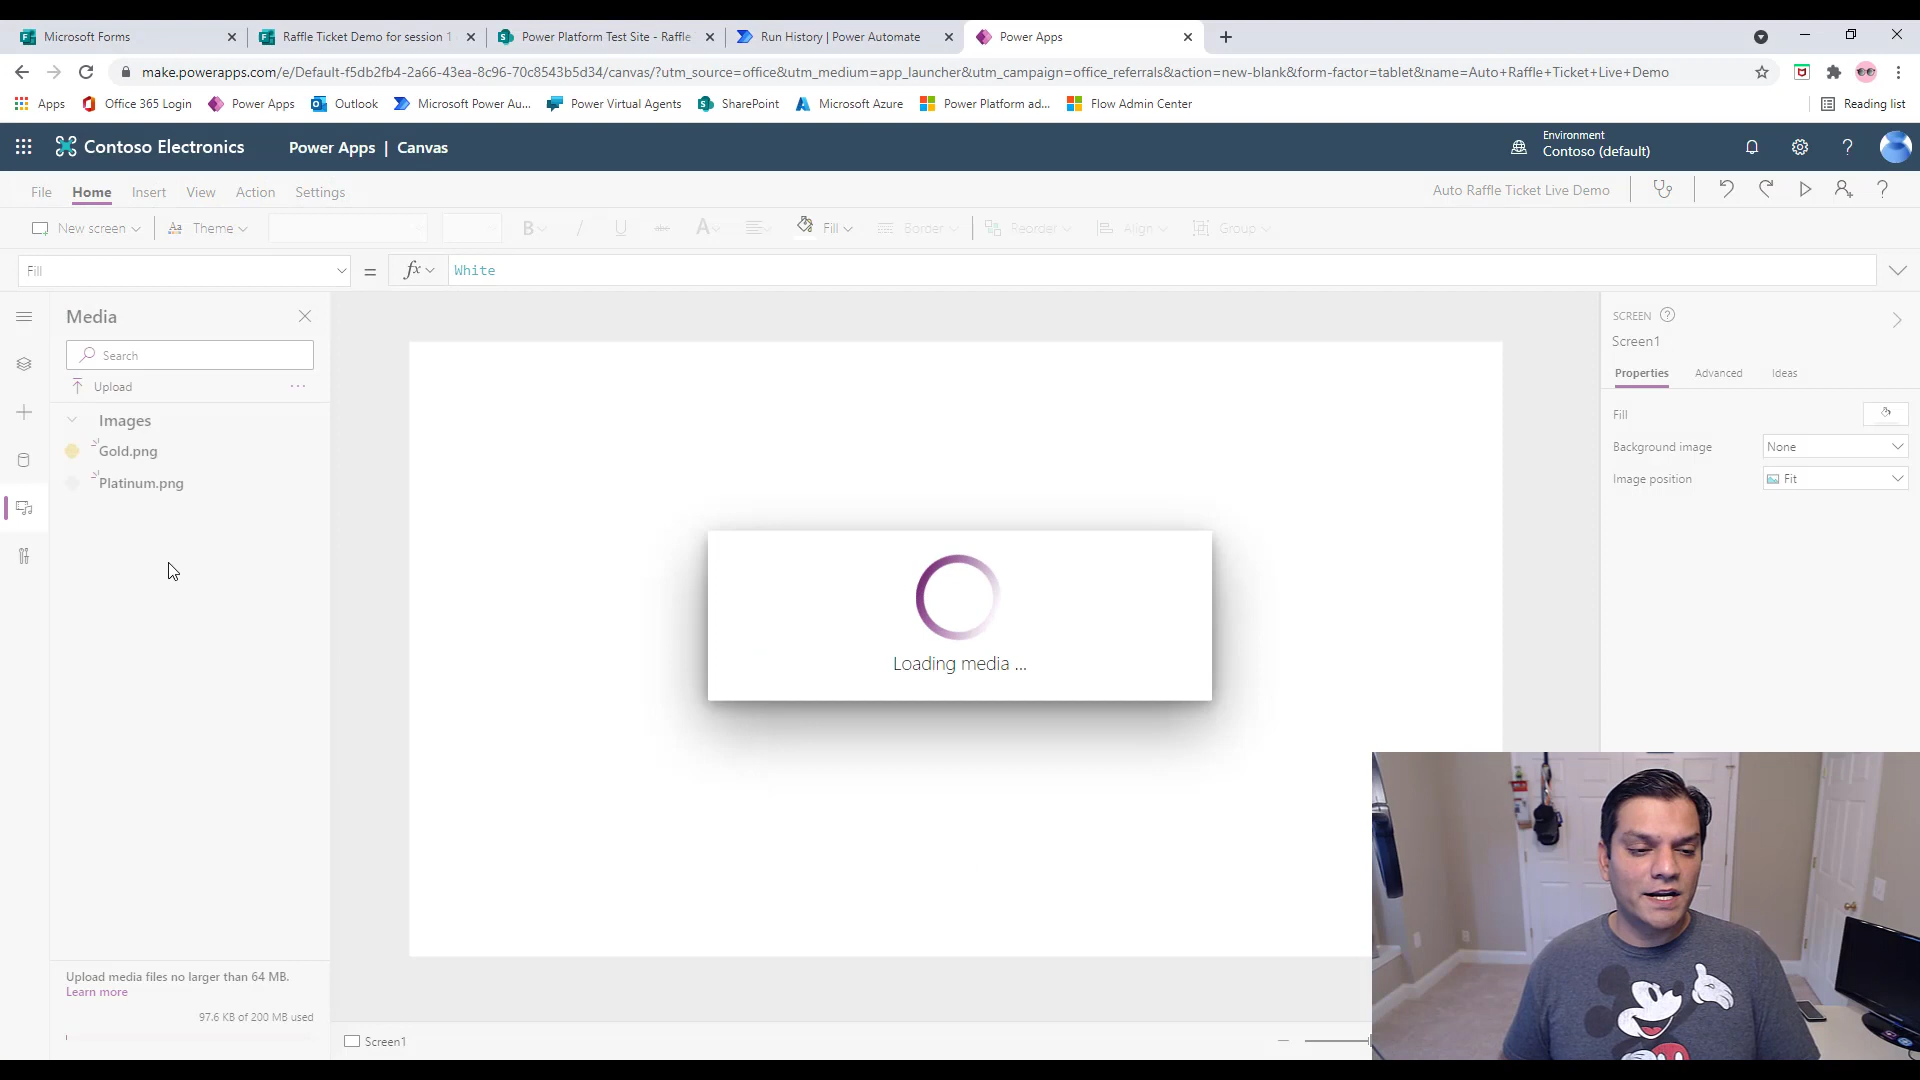 Microsoft Forms
Raffle Ticket Demo for session 1
Power Platform Test Site - Raffle
Run History | Power Automate
Power Apps
make.powerapps.com/e/Default-f5db2fb4-2a66-43ea-8c96-70c8543b5d34/canvas/?utm_source=office&utm_medium=app_launcher&utm_campaign=office_referrals&action=new-blank&form-factor=tablet&name=Auto+Raffle+Ticket+Live+Demo
Apps
Office 365 Login
Power Apps
Outlook
Microsoft Power Au...
Power Virtual Agents
SharePoint
Microsoft Azure
Power Platform ad...
Flow Admin Center
Reading list
Contoso Electronics
Power Apps | Canvas
Environment
Contoso (default)
File
Home
Insert
View
Action
Settings
Auto Raffle Ticket Live Demo
New screen
Theme
Fill
Border
Reorder
Align
Group
Fill
=
fx
White
Media
Search
Upload
Images
Gold.png
Platinum.png
Loading media ...
SCREEN
Screen1
Properties
Advanced
Ideas
Fill
Background image
None
Image position
Fit
Upload media files no larger than 64 MB.
Learn more
97.6 KB of 200 MB used
Screen1